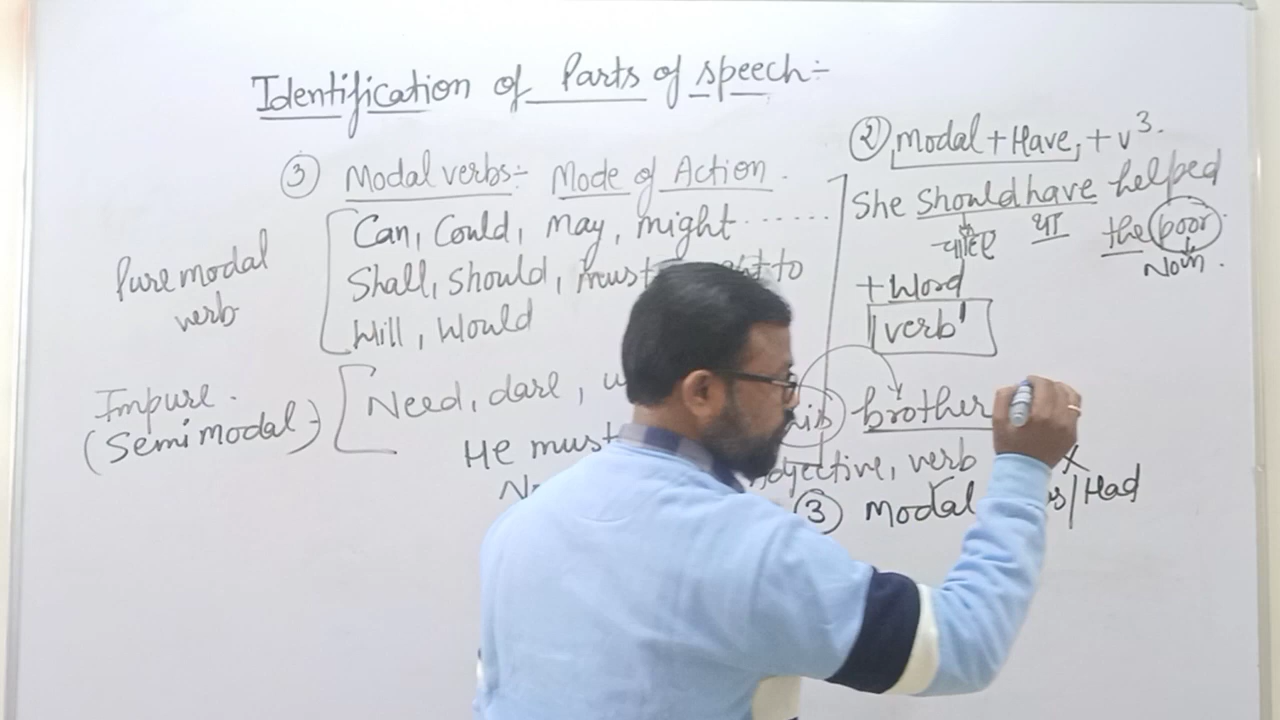 Identification of Parts of speech:-
③ Modal verbs:- Mode of Action.
Can, Could, may, might.......
Shall, Should, must to
Will, Would
Pure modal
verb
Impure.
(Semi modal)
Need, dare,
He must
② modal + Have, + v³.
She should have helped
चाहिए था the poor.
Noun.
+ Word
verb'
his brother
Adjective, verb x
③ Modal /Had